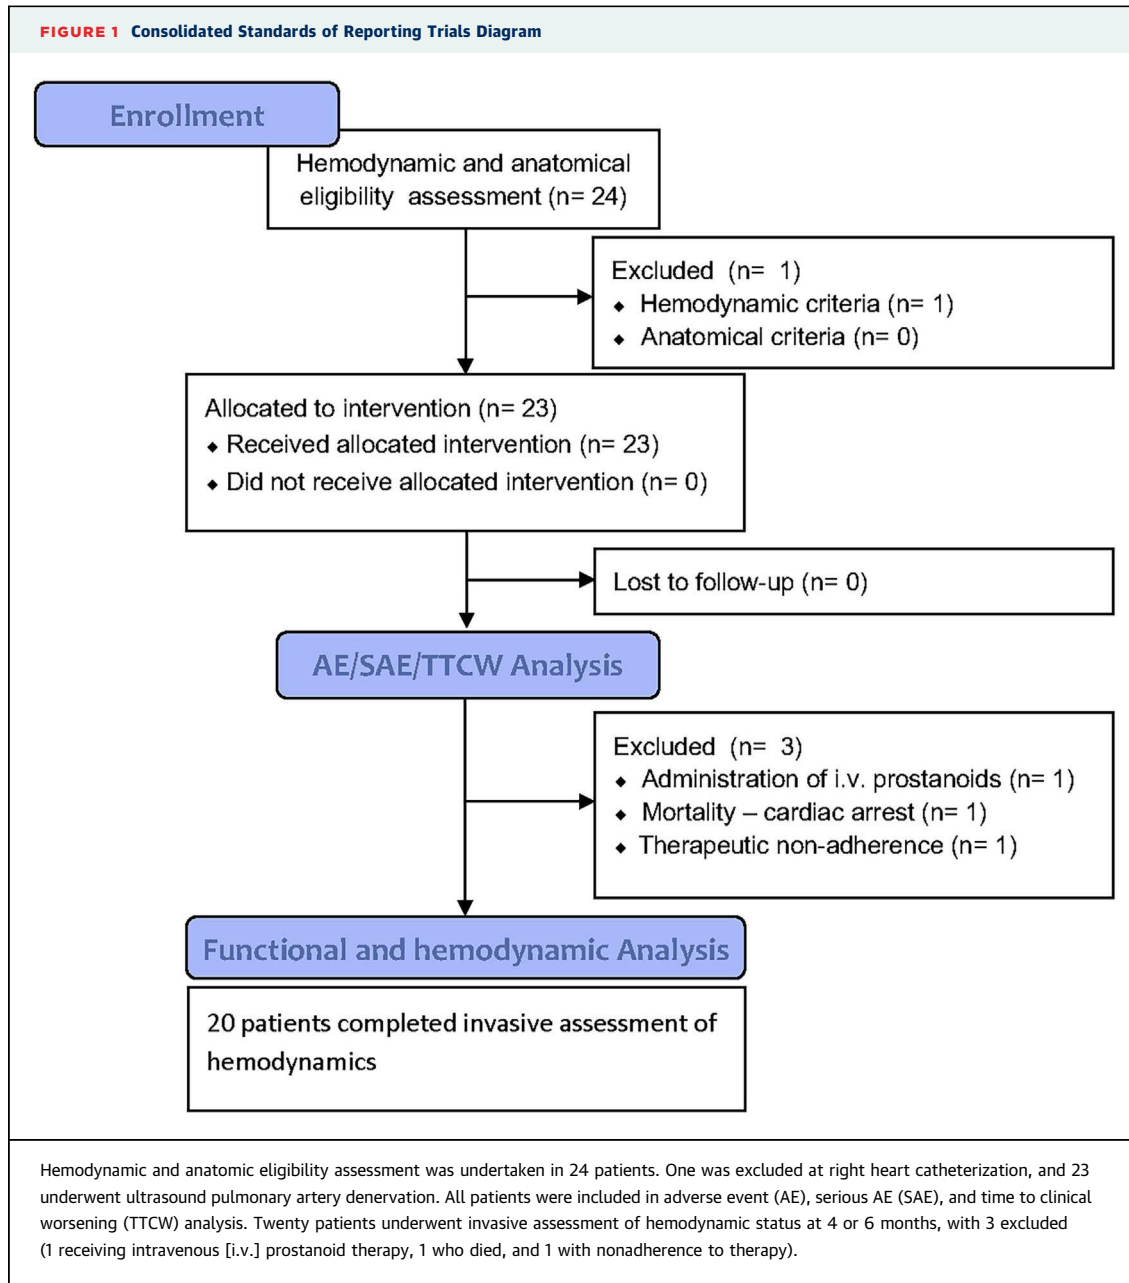 FIGURE 1 Consolidated Standards of Reporting Trials Diagram
Enrollment
Hemodynamic and anatomical
eligibility assessment (n= 24)
Excluded (n= 1)
◆ Hemodynamic criteria (n= 1)
◆ Anatomical criteria (n= 0)
Allocated to intervention (n= 23)
◆ Received allocated intervention (n= 23)
◆ Did not receive allocated intervention (n= 0)
Lost to follow-up (n= 0)
AE/SAE/TTCW Analysis
Excluded (n= 3)
◆ Administration of i.v. prostanoids (n= 1)
◆ Mortality – cardiac arrest (n= 1)
◆ Therapeutic non-adherence (n= 1)
Functional and hemodynamic Analysis
20 patients completed invasive assessment of
hemodynamics
Hemodynamic and anatomic eligibility assessment was undertaken in 24 patients. One was excluded at right heart catheterization, and 23
underwent ultrasound pulmonary artery denervation. All patients were included in adverse event (AE), serious AE (SAE), and time to clinical
worsening (TTCW) analysis. Twenty patients underwent invasive assessment of hemodynamic status at 4 or 6 months, with 3 excluded
(1 receiving intravenous [i.v.] prostanoid therapy, 1 who died, and 1 with nonadherence to therapy).